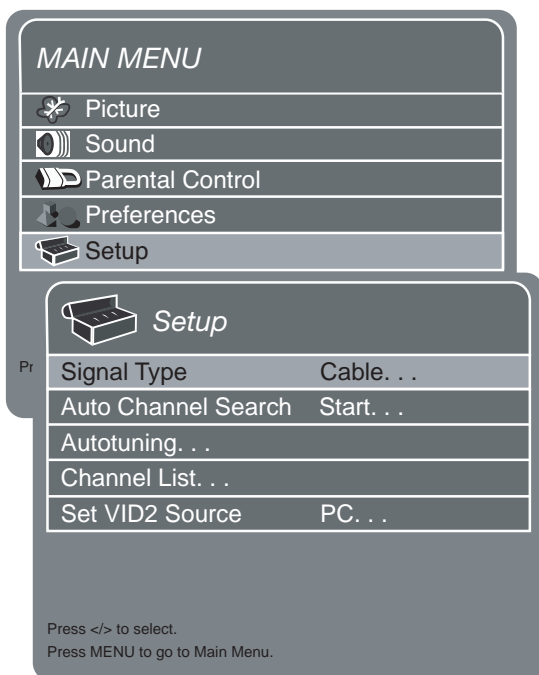 MAIN MENU
Picture
Sound
Parental Control
Preferences
Setup
Pr
Setup
Signal Type Cable. . .
Auto Channel Search Start. . .
Autotuning. . .
Channel List. . .
Set VID2 Source PC. . .
Press </> to select.
Press MENU to go to Main Menu.